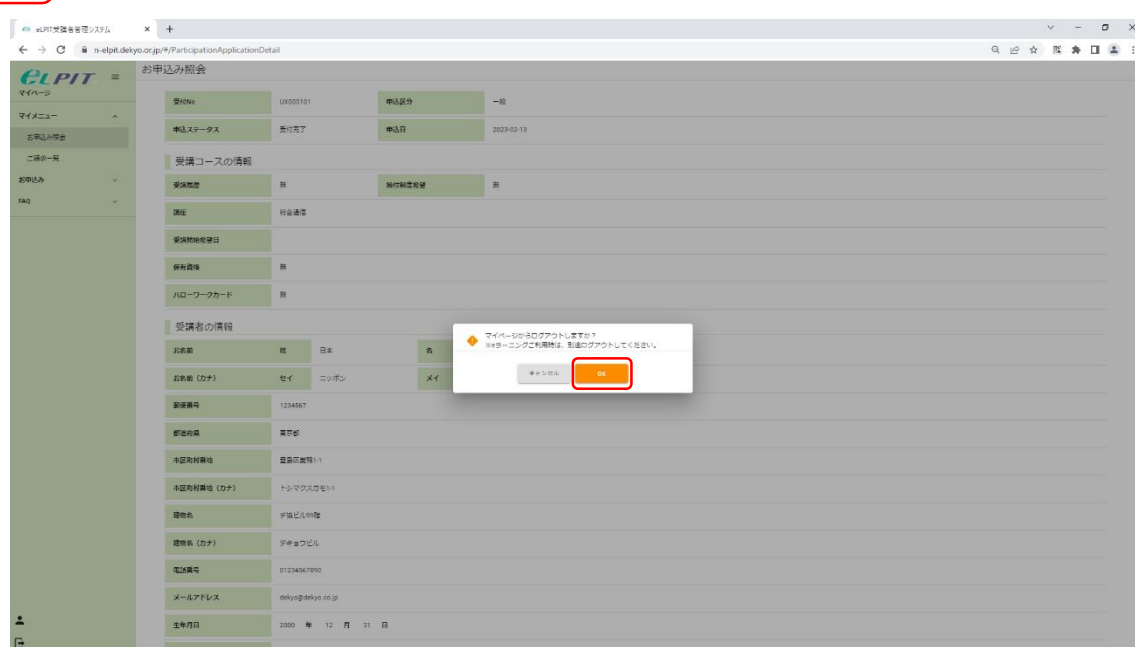 eLPIT受講者管理システム
n-elpit.dekyo.or.jp/#/ParticipationApplicationDetail
eLPIT
マイページ
マイメニュー
お申込み照会
ご縁の一覧
お申込み
FAQ
お申込み照会
受付No UX000101 申込区分 一般
申込ステータス 受付完了 申込日 2023-02-13
受講コースの情報
受講履歴 無 給付制度希望 無
講座 総合通信
受講開始希望日
保有資格 無
ハローワークカード 無
受講者の情報
お名前 姓 日本 名
お名前（カナ） セイ ニッポン メイ
郵便番号 1234567
都道府県 東京都
市区町村番地 豊島区巣鴨1-1
市区町村番地（カナ） トシマクスガモ1-1
建物名 デ協ビル99階
建物名（カナ） デキョウビル
電話番号 01234567890
メールアドレス dekyo@dekyo.co.jp
生年月日 2000 年 12 月 31 日
マイページからログアウトしますか？
※eラーニングご利用時は、別途ログアウトしてください。
キャンセル OK